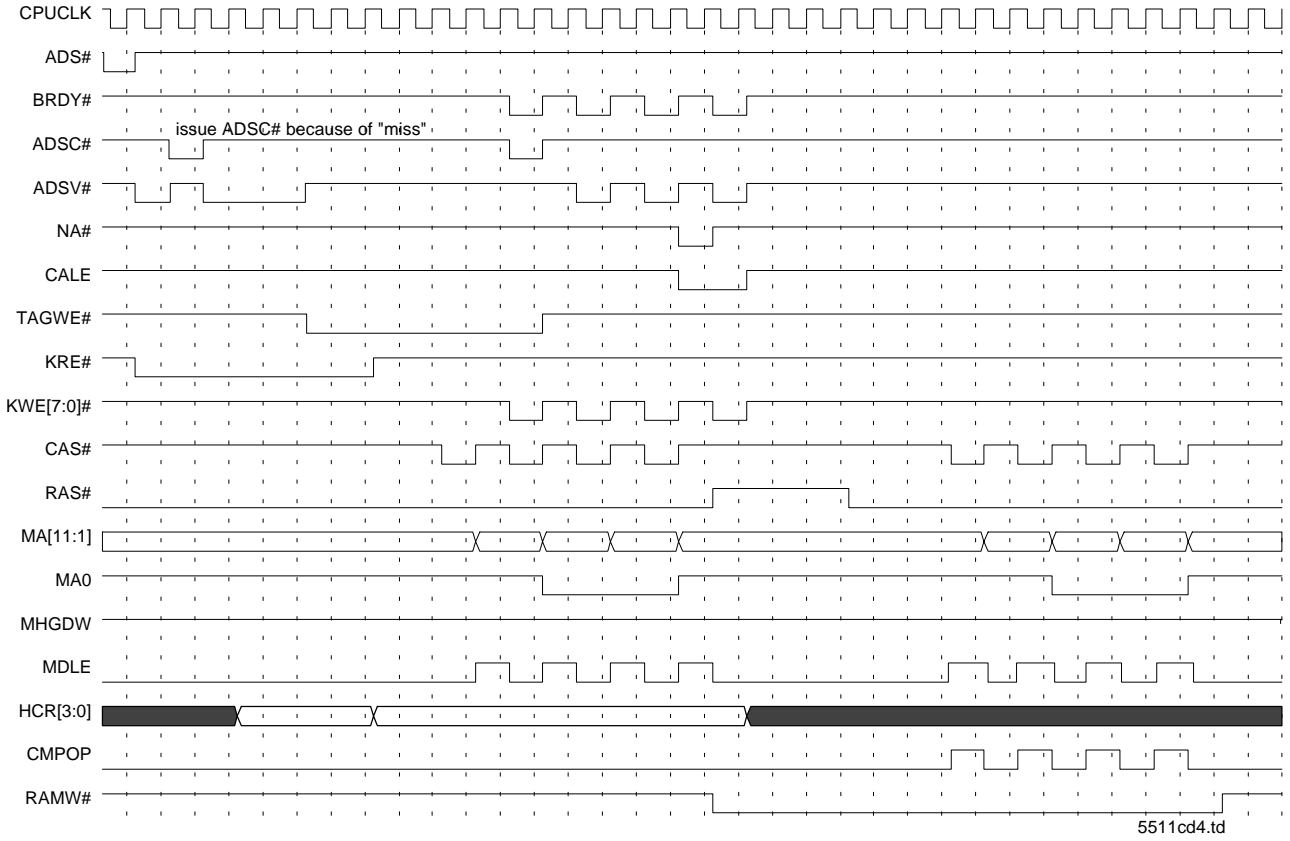 CPUCLK
ADS#
BRDY#
issue ADSC# because of "miss"
ADSC#
ADSV#
NA#
CALE
TAGWE#
KRE#
KWE[7:0]#
CAS#
RAS#
MA[11:1]
MA0
MHGDW
MDLE
HCR[3:0]
CMPOP
RAMW#
5511cd4.td